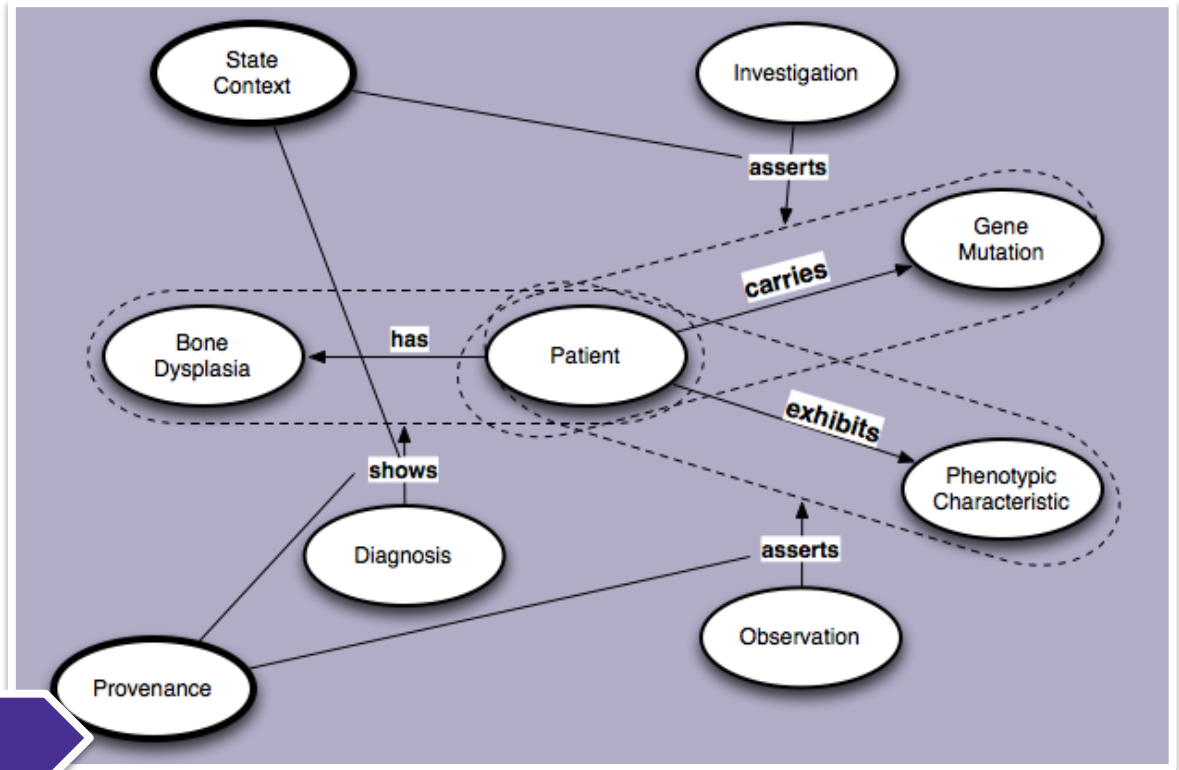 State
Context
Investigation
asserts
Gene
Mutation
carries
has
Bone
Dysplasia
Patient
exhibits
shows
Phenotypic
Characteristic
Diagnosis
asserts
Observation
Provenance